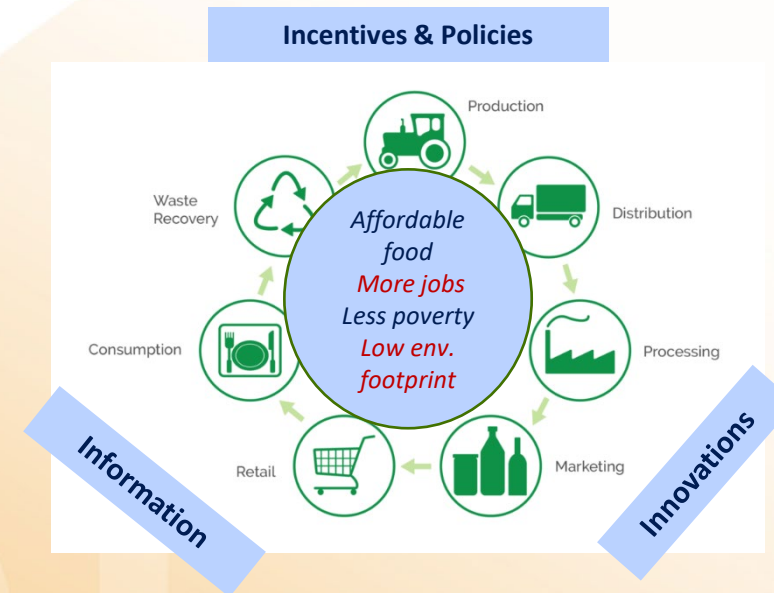 Incentives & Policies
Production
Distribution
Processing
Marketing
Retail
Consumption
Waste
Recovery
Affordable
food
More jobs
Less poverty
Low env.
footprint
Information
Innovations